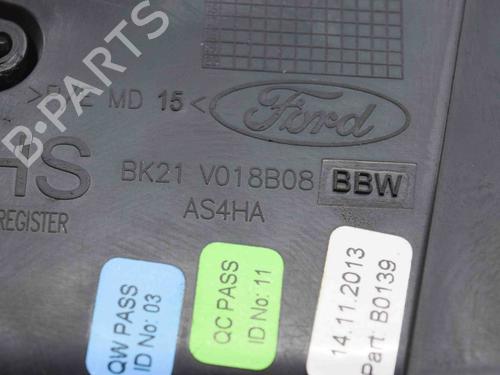 MD 15<
Ford
HS
BK21 V018B08 BBW
REGISTER
AS4HA
QW PASS
ID No: 03
QC PASS
ID No: 11
14.11.2013
Part: B0139
B-PARTS